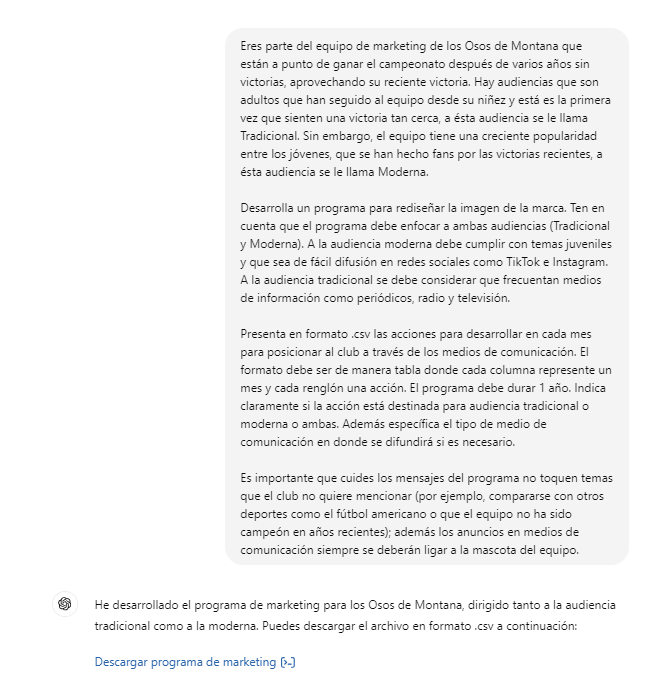 Eres parte del equipo de marketing de los Osos de Montana que
están a punto de ganar el campeonato después de varios años sin
victorias, aprovechando su reciente victoria. Hay audiencias que son
adultos que han seguido al equipo desde su niñez y está es la primera
vez que sienten una victoria tan cerca, a ésta audiencia se le llama
Tradicional. Sin embargo, el equipo tiene una creciente popularidad
entre los jóvenes, que se han hecho fans por las victorias recientes, a
ésta audiencia se le llama Moderna.
Desarrolla un programa para rediseñar la imagen de la marca. Ten en
cuenta que el programa debe enfocar a ambas audiencias (Tradicional
y Moderna). A la audiencia moderna debe cumplir con temas juveniles
y que sea de fácil difusión en redes sociales como TikTok e Instagram.
A la audiencia tradicional se debe considerar que frecuentan medios
de información como periódicos, radio y televisión.
Presenta en formato .csv las acciones para desarrollar en cada mes
para posicionar al club a través de los medios de comunicación. El
formato debe ser de manera tabla donde cada columna represente un
mes y cada renglón una acción. El programa debe durar 1 año. Indica
claramente si la acción está destinada para audiencia tradicional o
moderna o ambas. Además específica el tipo de medio de
comunicación en donde se difundirá si es necesario.
Es importante que cuides los mensajes del programa no toquen temas
que el club no quiere mencionar (por ejemplo, compararse con otros
deportes como el fútbol americano o que el equipo no ha sido
campeón en años recientes); además los anuncios en medios de
comunicación siempre se deberán ligar a la mascota del equipo.
He desarrollado el programa de marketing para los Osos de Montana, dirigido tanto a la audiencia
tradicional como a la moderna. Puedes descargar el archivo en formato .csv a continuación:
Descargar programa de marketing [>-]